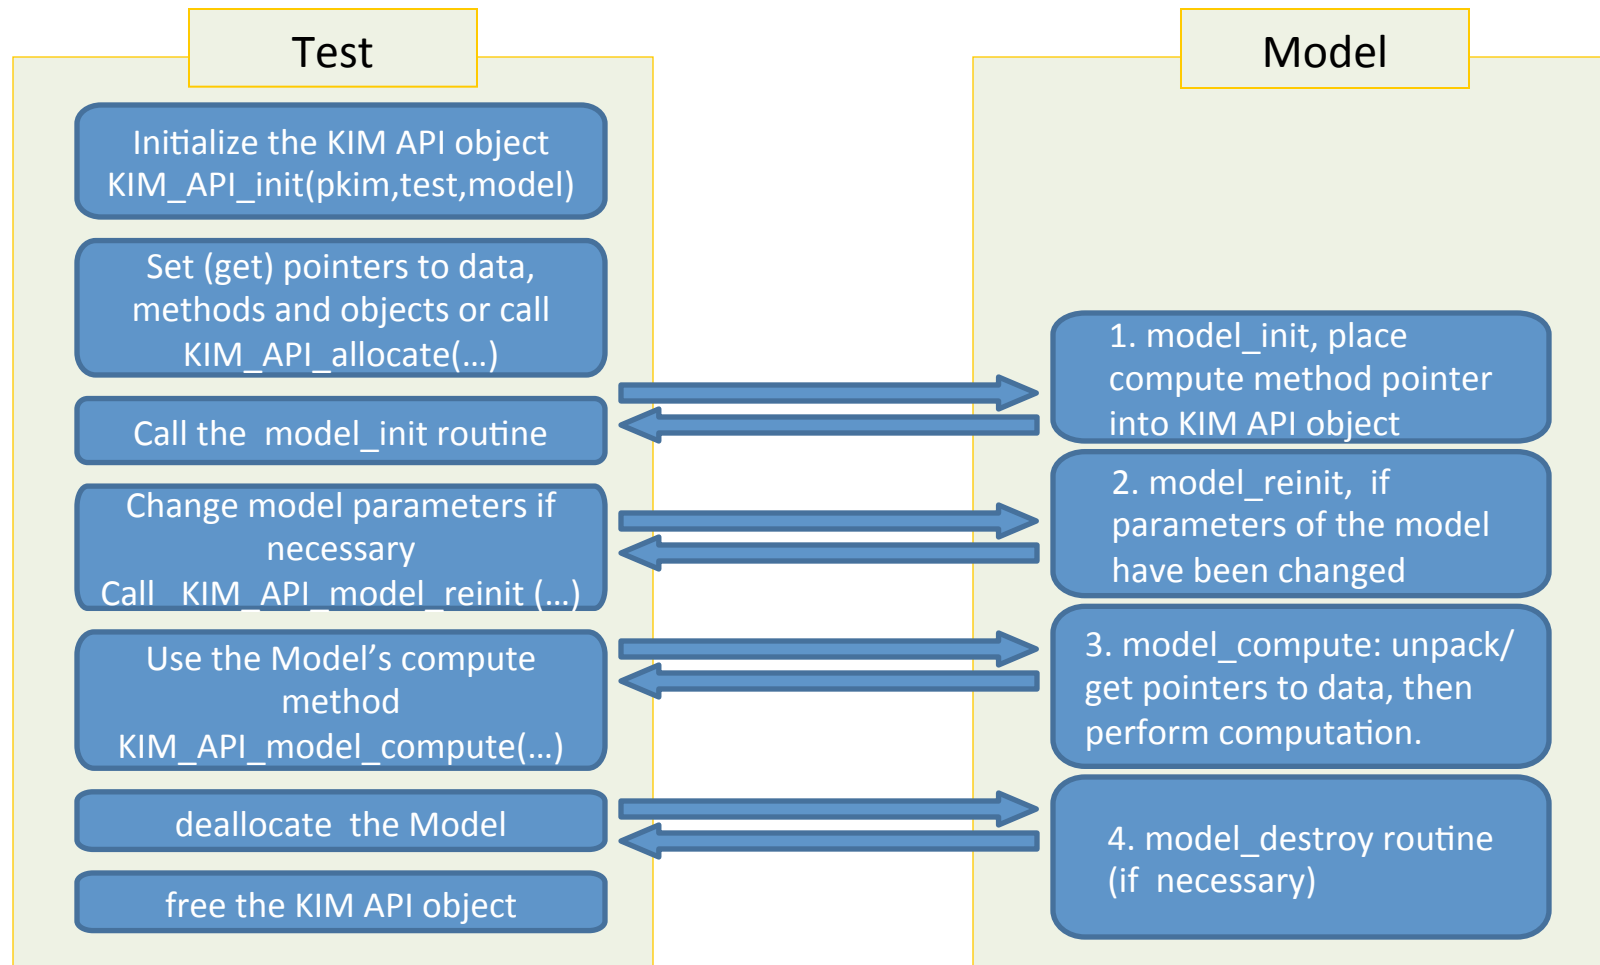 Test
Initialize the KIM API object
KIM_API_init(pkim,test,model)
Set (get) pointers to data,
methods and objects or call
KIM_API_allocate(…)
Call the  model_init routine
Change model parameters if
necessary
Call   KIM_API_model_reinit (…)
Use the Model’s compute
method
KIM_API_model_compute(…)
deallocate  the Model
free the KIM API object
Model
1. model_init, place
compute method pointer
into KIM API object
2. model_reinit,  if
parameters of the model
have been changed
3. model_compute: unpack/
get pointers to data, then
perform computation.
4. model_destroy routine
(if  necessary)